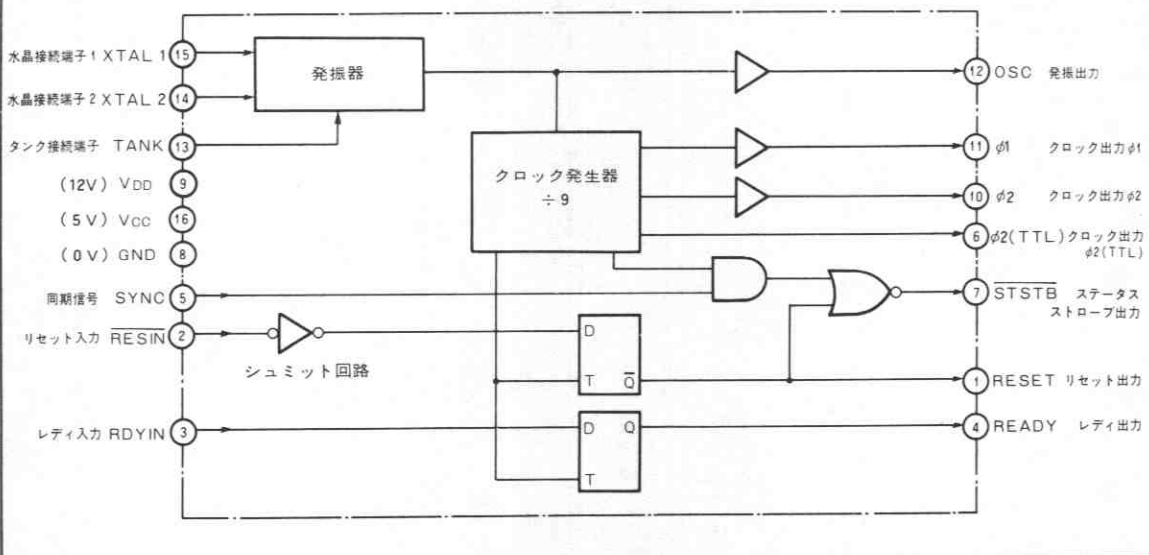 水晶接続端子1 XTAL 1 15
水晶接続端子2 XTAL 2 14
タンク接続端子 TANK 13
(12V) VDD 9
(5V) VCC 16
(0V) GND 8
同期信号 SYNC 5
リセット入力 RESIN 2
レディ入力 RDYIN 3
発振器
クロック発生器
÷9
シュミット回路
D
T Q
D Q
T
12 OSC 発振出力
11 φ1 クロック出力φ1
10 φ2 クロック出力φ2
6 φ2(TTL) クロック出力
φ2(TTL)
7 STSTB ステータス
ストローブ出力
1 RESET リセット出力
4 READY レディ出力